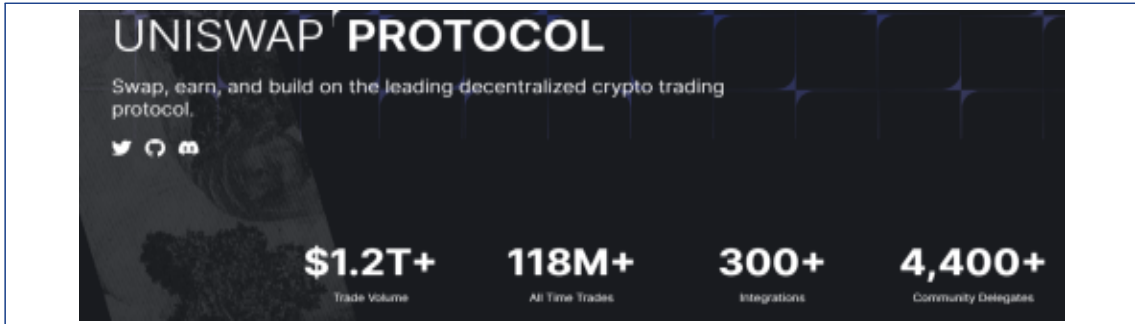 UNISWAP PROTOCOL
Swap, earn, and build on the leading decentralized crypto trading
protocol.
$1.2T+ 118M+ 300+ 4,400+
Trade Volume All Time Trades Integrations Community Delegates